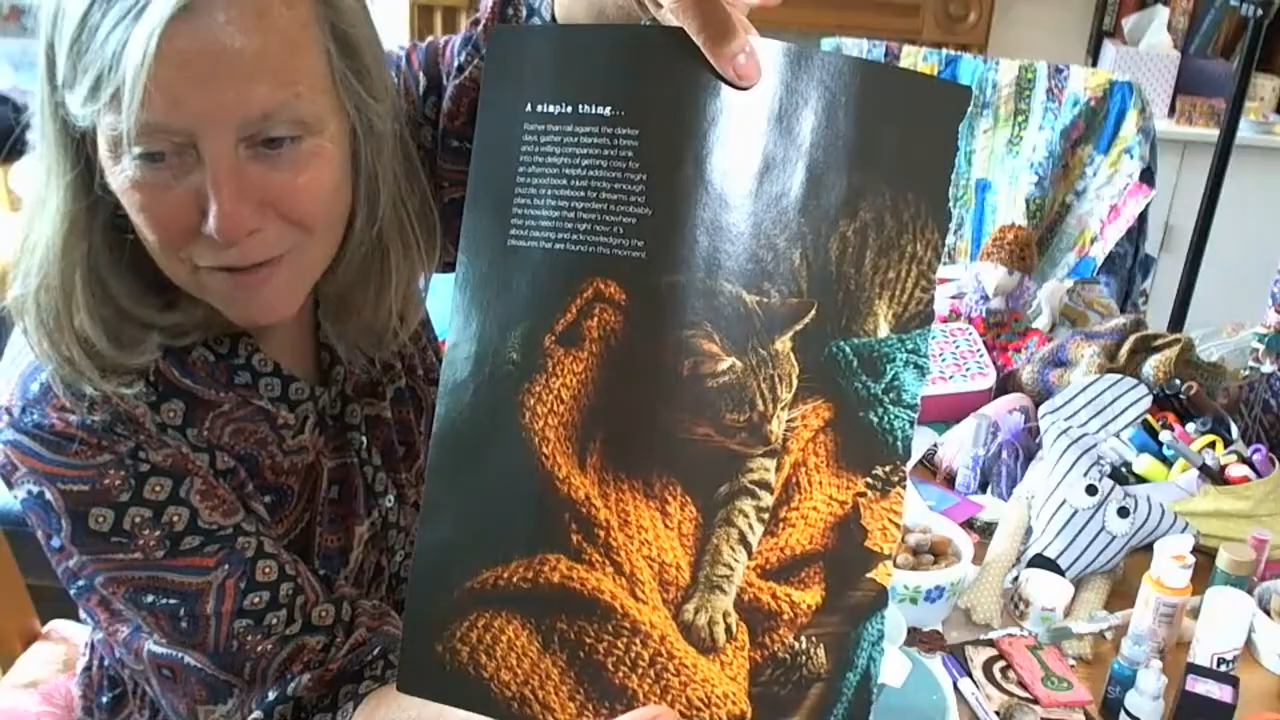 A simple thing...
Rather than rail against the darker
days, gather your blankets, a brew
and a willing companion and sink
into the delights of getting cosy for
an afternoon. Helpful additions might
be a good book, a just-tricky-enough
puzzle, or a notebook for dreams and
plans, but the key ingredient is probably
the knowledge that there's nowhere
else you need to be right now; it's
about pausing and acknowledging the
pleasures that are found in this moment.
Prit